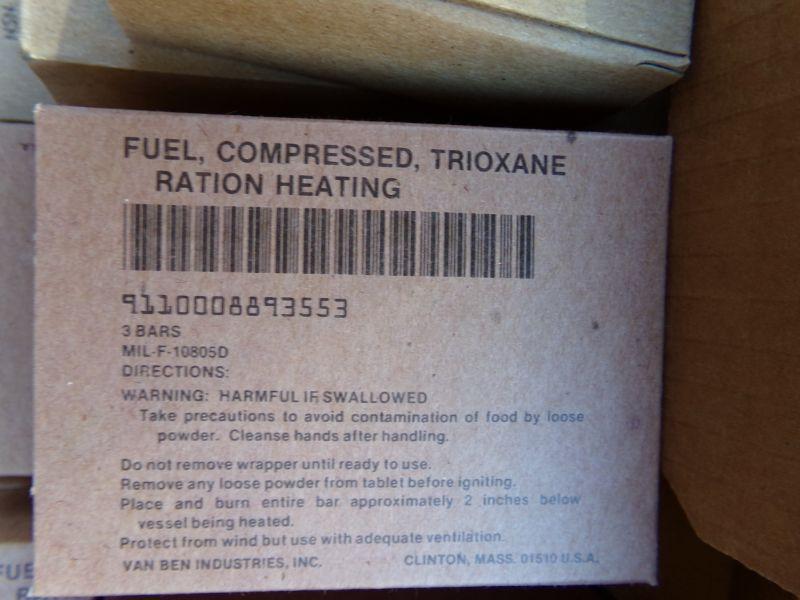 NSN
FUEL, COMPRESSED, TRIOXANE
RATION HEATING
9110008893553
3 BARS
MIL-F-10805D
DIRECTIONS:
WARNING: HARMFUL IF SWALLOWED
Take precautions to avoid contamination of food by loose
powder. Cleanse hands after handling.
Do not remove wrapper until ready to use.
Remove any loose powder from tablet before igniting.
Place and burn entire bar approximately 2 inches below
vessel being heated.
Protect from wind but use with adequate ventilation.
VAN BEN INDUSTRIES, INC. CLINTON, MASS. 01510 U.S.A.
FUE